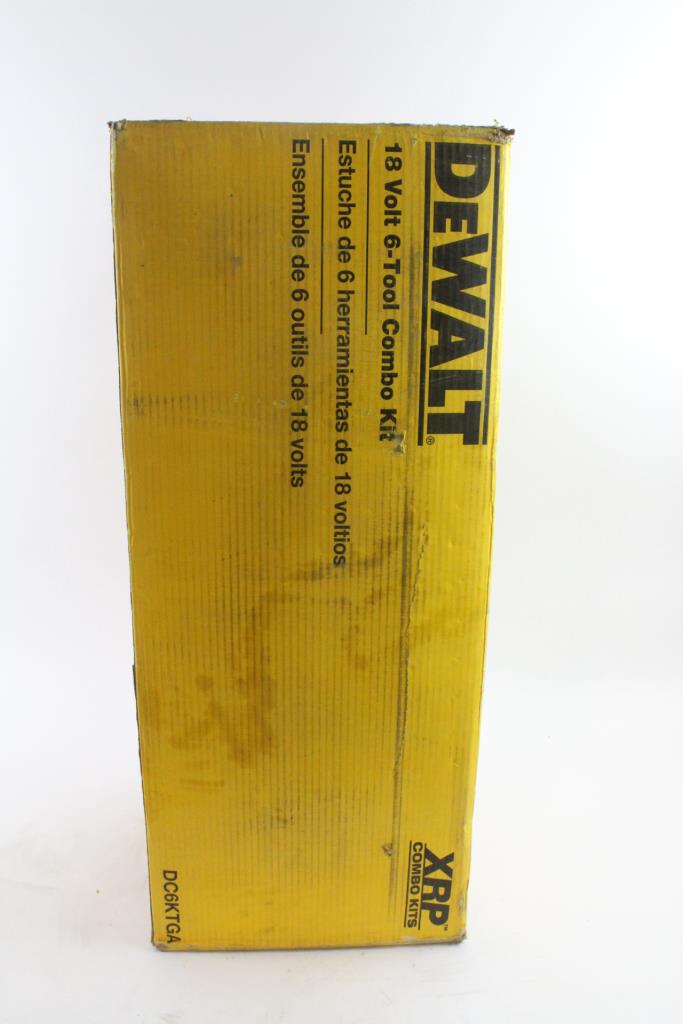 DEWALT®
18 Volt 6-Tool Combo Kit
Estuche de 6 herramientas de 18 voltios
Ensemble de 6 outils de 18 volts
XRP™
COMBO KITS
DC6KTGA